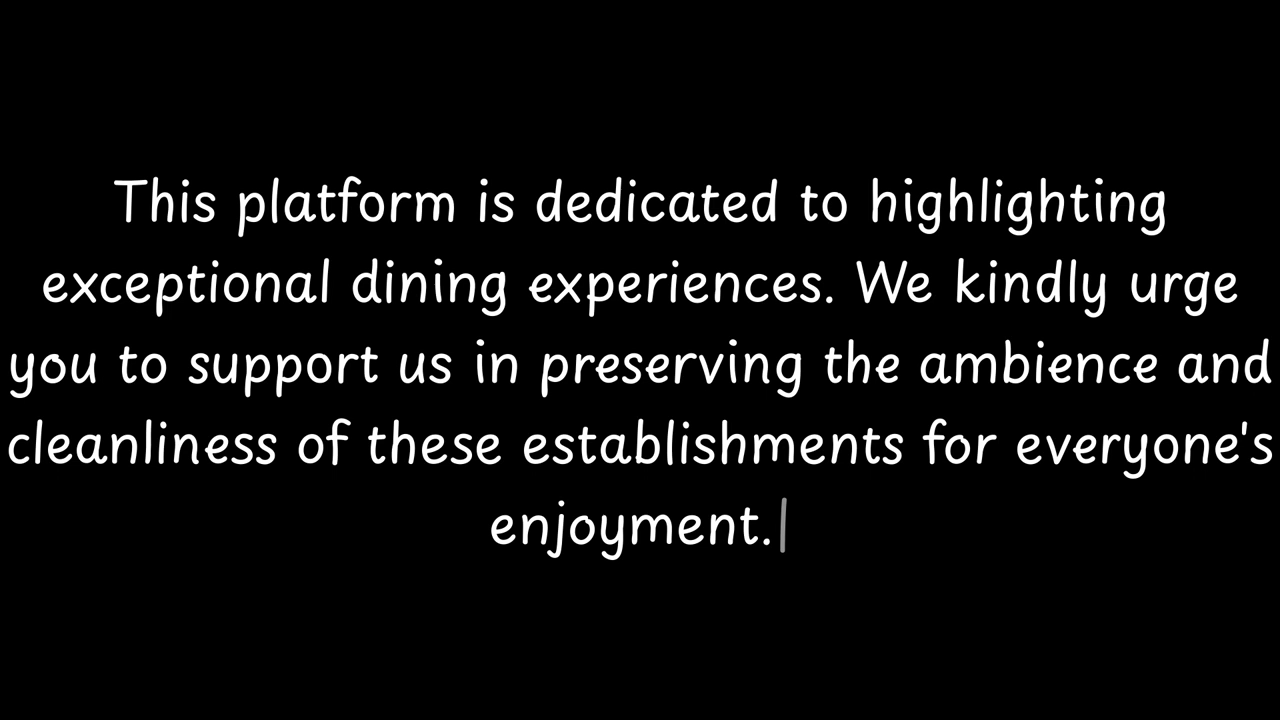 This platform is dedicated to highlighting
exceptional dining experiences. We kindly urge
you to support us in preserving the ambience and
cleanliness of these establishments for everyone's
enjoyment.